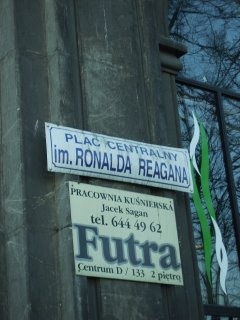 PLAC CENTRALNY
im. RONALDA REAGANA
PRACOWNIA KUŚNIERSKA
Jacek Sagan
tel. 644 49 62
Futra
Centrum D / 133 2 piętro